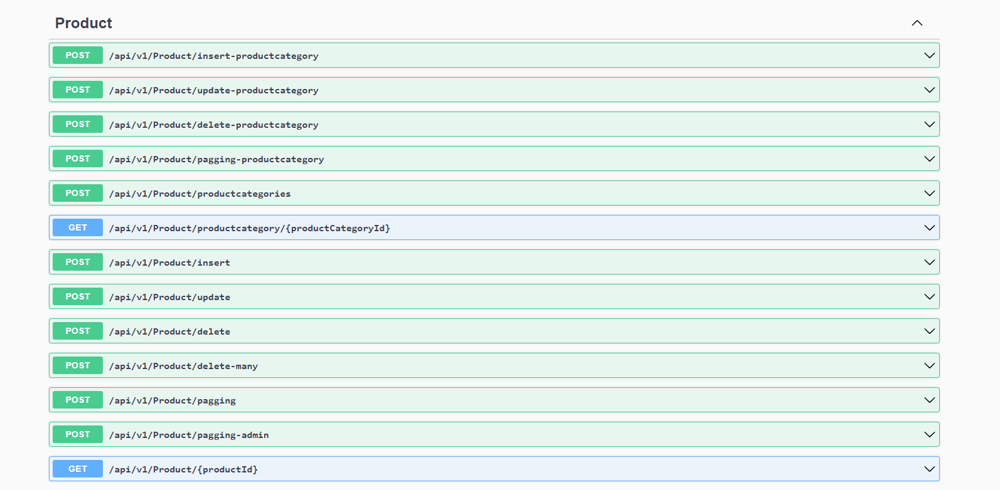 Product
POST /api/v1/Product/insert-productcategory
POST /api/v1/Product/update-productcategory
POST /api/v1/Product/delete-productcategory
POST /api/v1/Product/pagging-productcategory
POST /api/v1/Product/productcategories
GET /api/v1/Product/productcategory/{productCategoryId}
POST /api/v1/Product/insert
POST /api/v1/Product/update
POST /api/v1/Product/delete
POST /api/v1/Product/delete-many
POST /api/v1/Product/pagging
POST /api/v1/Product/pagging-admin
GET /api/v1/Product/{productId}